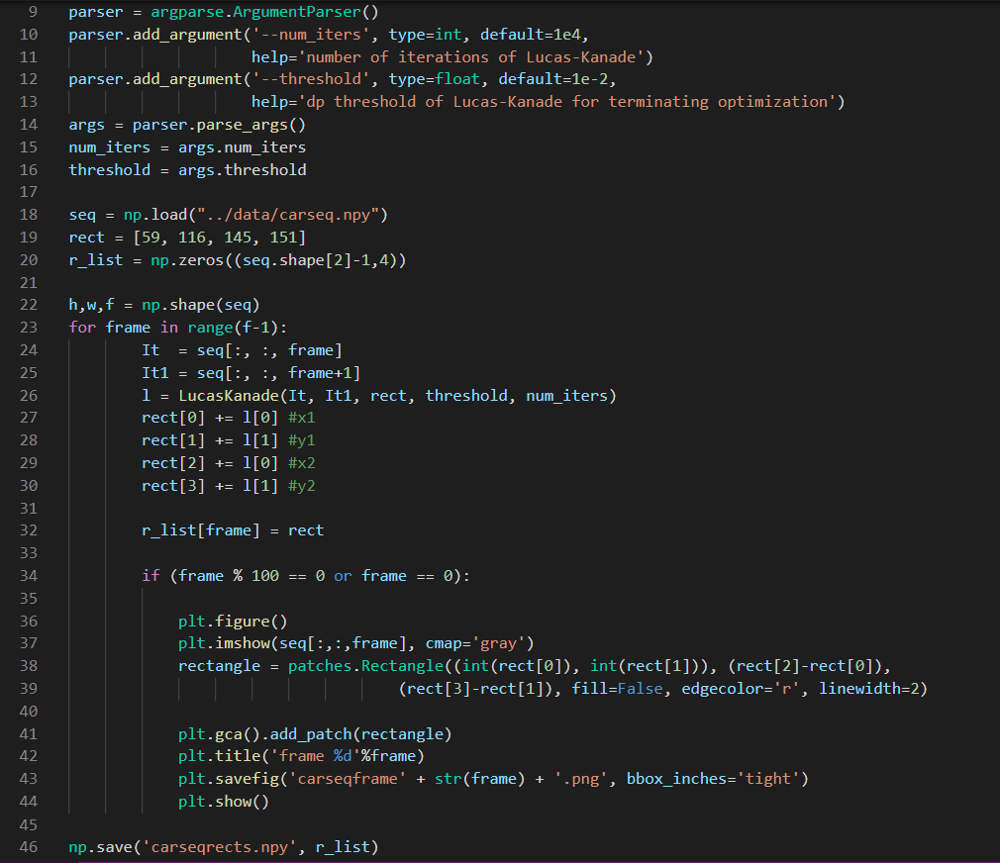 9 parser = argparse.ArgumentParser()
10 parser.add_argument('--num_iters', type=int, default=1e4,
11 help='number of iterations of Lucas-Kanade')
12 parser.add_argument('--threshold', type=float, default=1e-2,
13 help='dp threshold of Lucas-Kanade for terminating optimization')
14 args = parser.parse_args()
15 num_iters = args.num_iters
16 threshold = args.threshold
17
18 seq = np.load("../data/carseq.npy")
19 rect = [59, 116, 145, 151]
20 r_list = np.zeros((seq.shape[2]-1,4))
21
22 h,w,f = np.shape(seq)
23 for frame in range(f-1):
24 It  = seq[:, :, frame]
25 It1 = seq[:, :, frame+1]
26 l = LucasKanade(It, It1, rect, threshold, num_iters)
27 rect[0] += l[0] #x1
28 rect[1] += l[1] #y1
29 rect[2] += l[0] #x2
30 rect[3] += l[1] #y2
31
32 r_list[frame] = rect
33
34 if (frame % 100 == 0 or frame == 0):
35
36 plt.figure()
37 plt.imshow(seq[:,:,frame], cmap='gray')
38 rectangle = patches.Rectangle((int(rect[0]), int(rect[1])), (rect[2]-rect[0]),
39 (rect[3]-rect[1]), fill=False, edgecolor='r', linewidth=2)
40
41 plt.gca().add_patch(rectangle)
42 plt.title('frame %d'%frame)
43 plt.savefig('carseqframe' + str(frame) + '.png', bbox_inches='tight')
44 plt.show()
45
46 np.save('carseqrects.npy', r_list)